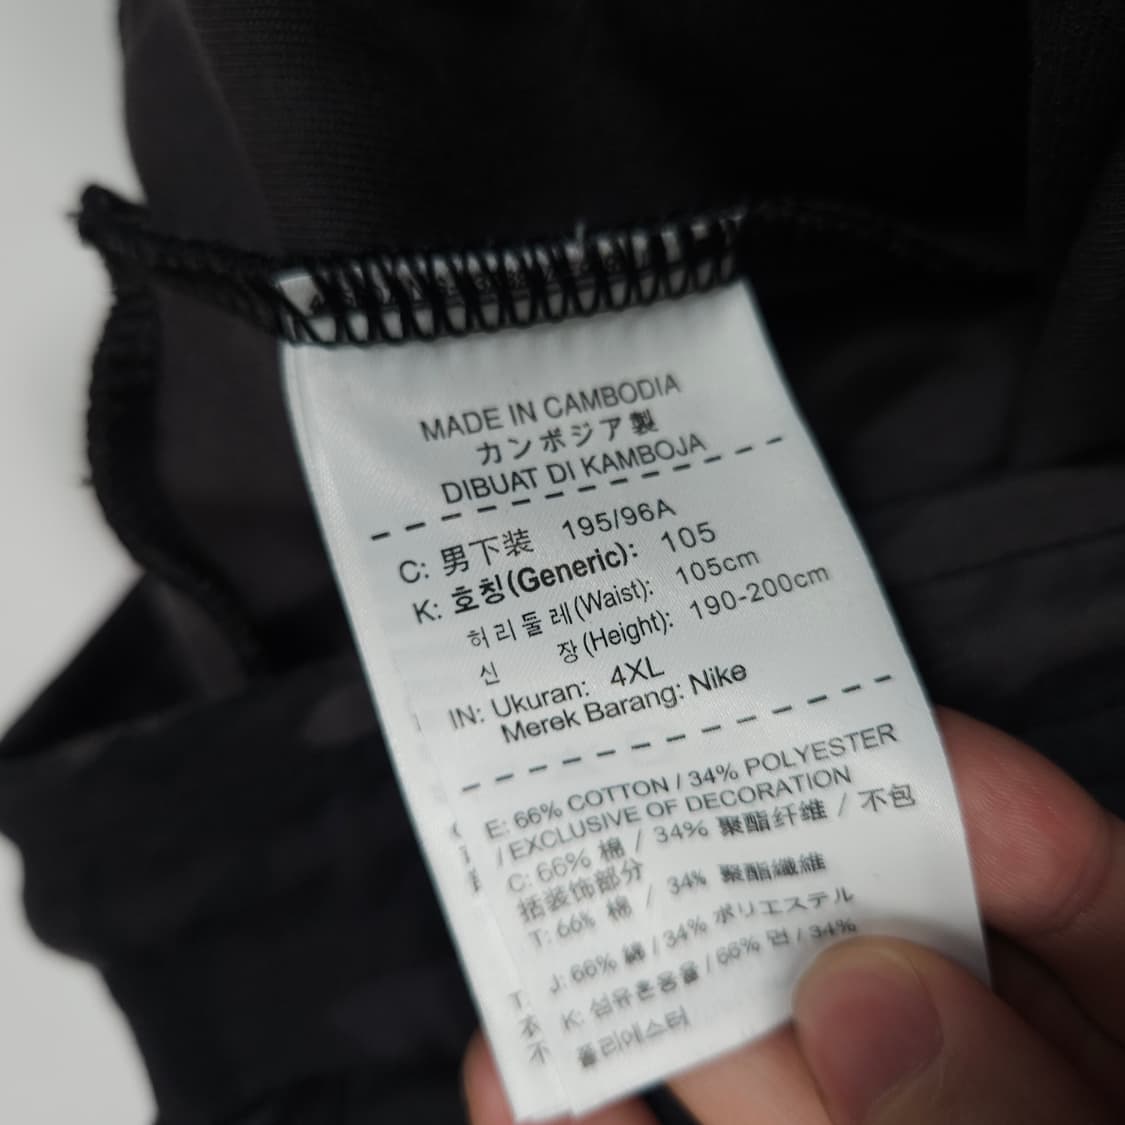 MADE IN CAMBODIA
カンボジア製
DIBUAT DI KAMBOJA
C: 男下装 195/96A
K: 호칭(Generic): 105
허리둘레(Waist): 105cm
신 장(Height): 190-200cm
IN: Ukuran: 4XL
Merek Barang: Nike
E: 66% COTTON / 34% POLYESTER
/ EXCLUSIVE OF DECORATION
C: 66% 棉 / 34% 聚酯纤维 / 不包
括装饰部分
T: 66% 棉 / 34% 聚酯纖維
J: 66% 綿 / 34% ポリエステル
K: 섬유혼용율 / 66% 면 / 34%
폴리에스터